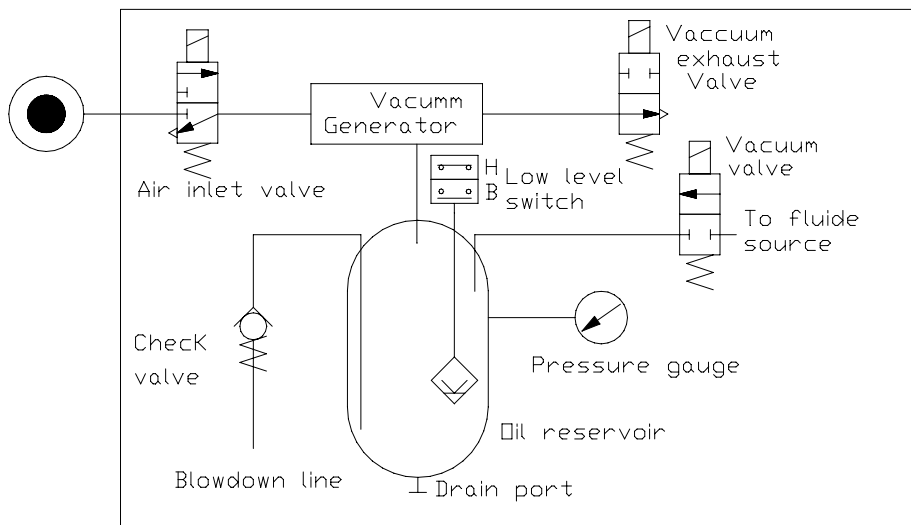 Vaccuum
exhaust
Valve
Vacumm
Generator
Vacuum
valve
H
B
Low level
switch
Air inlet valve
To fluide
source
ChecK
valve
Pressure gauge
Oil reservoir
Blowdown line
Drain port